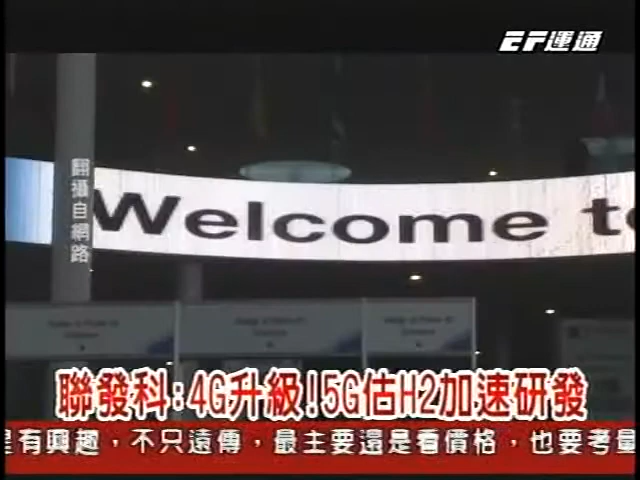 EF運通
翻攝自網路
Welcome to
聯發科:4G升級!5G估H2加速研發
有興趣，不只遠傳，最主要還是看價格，也要考量